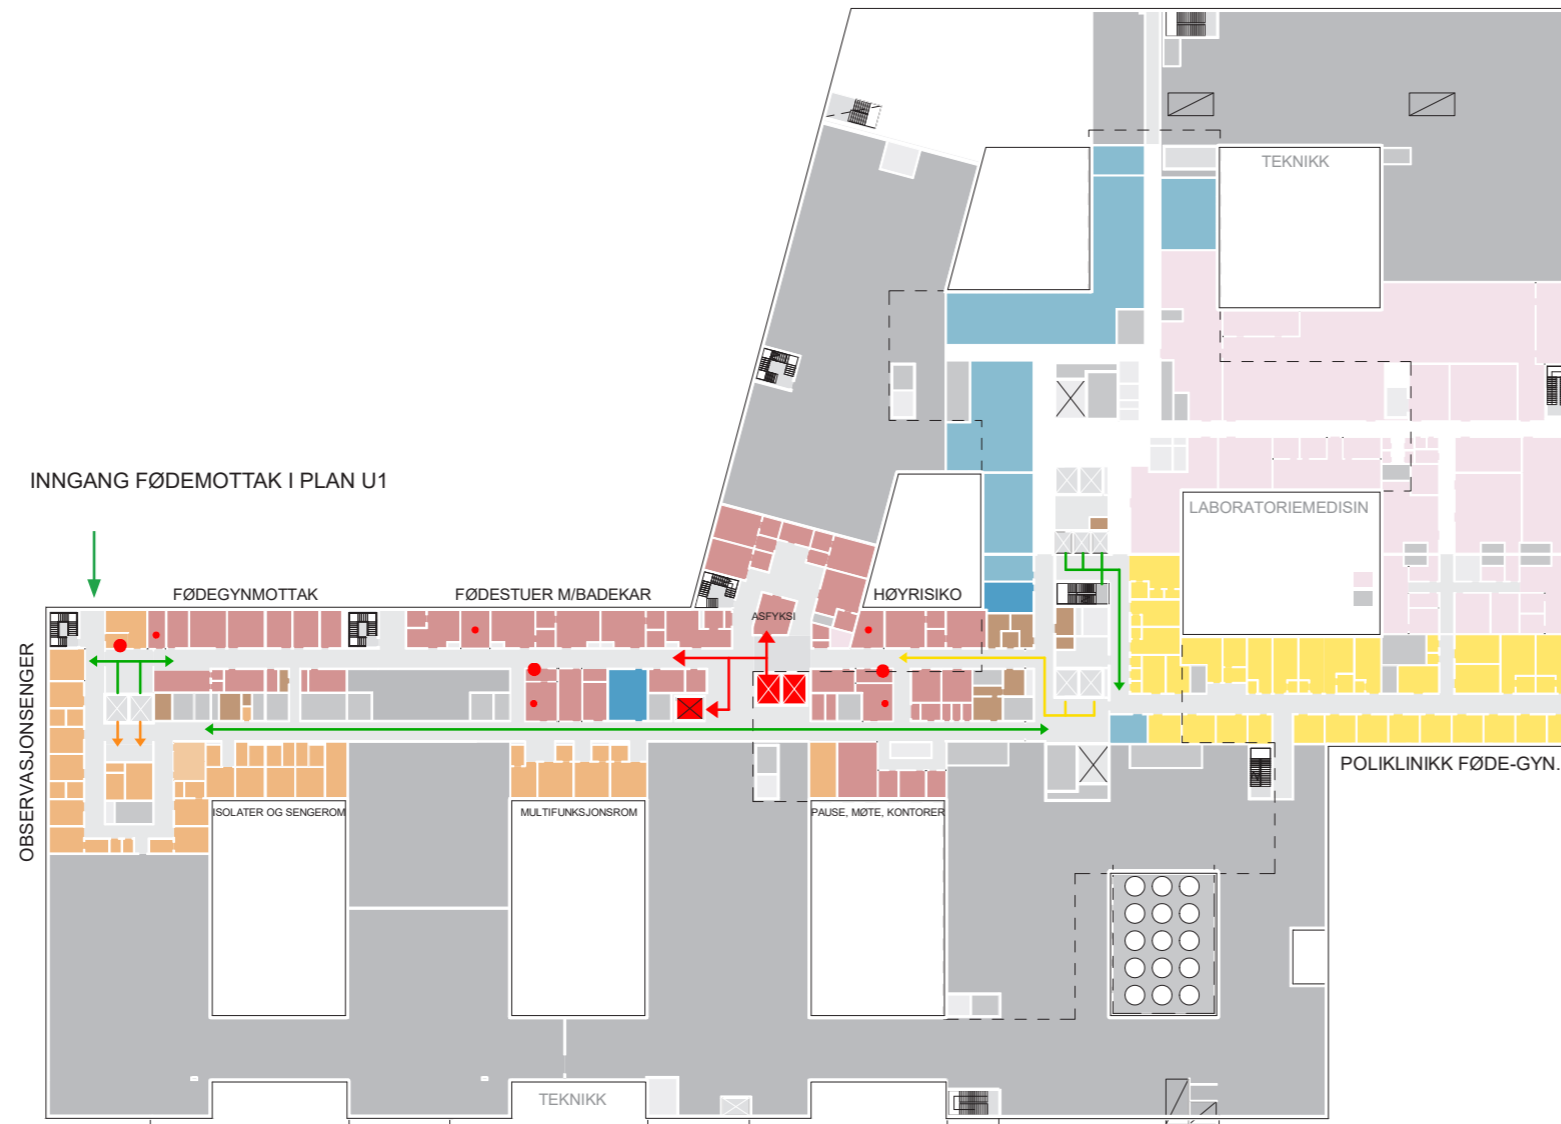 TEKNIKK
INNGANG FØDEMOTTAK I PLAN U1
LABORATORIEMEDISIN
FØDEGYNMOTTAK
FØDESTUER M/BADEKAR
HØYRISIKO
ASFYKSI
OBSERVASJONSENGER
POLIKLINIKK FØDE-GYN.
ISOLATER OG SENGEROM
MULTIFUNKSJONSROM
PAUSE, MØTE, KONTORER
TEKNIKK